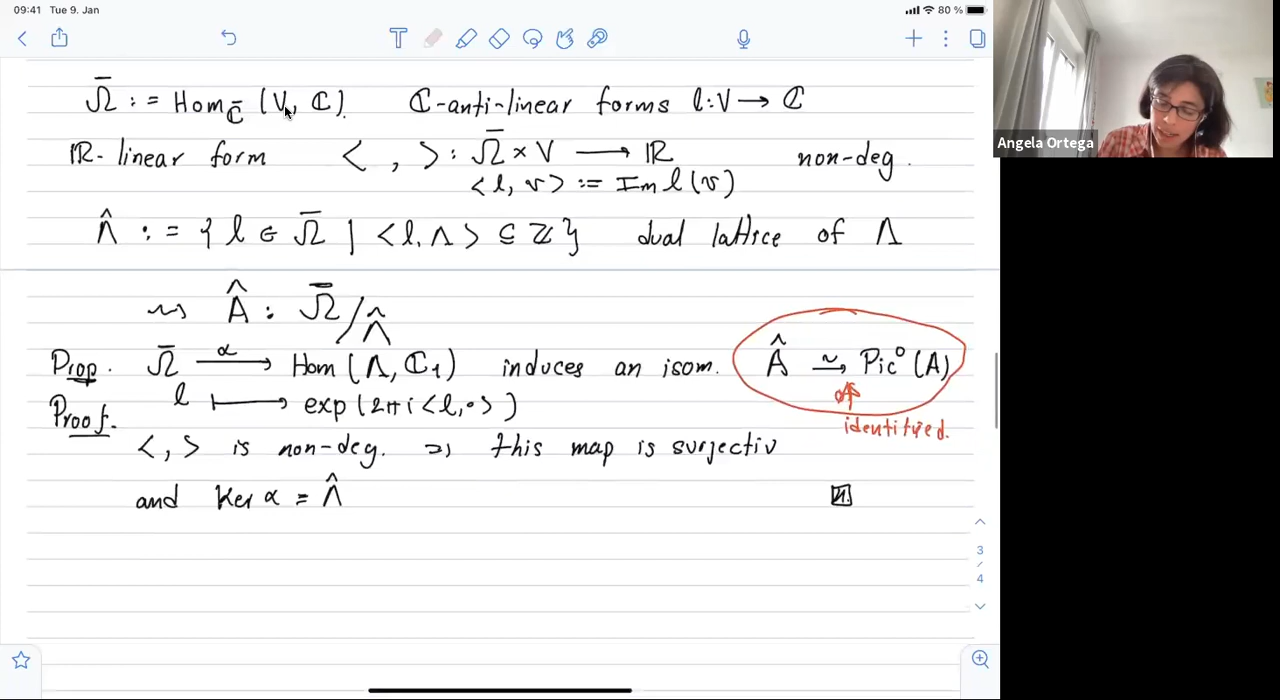 09:41 Tue 9. Jan
80 %
Angela Ortega
Ω̄ := Hom_ℂ̄ (V, ℂ). ℂ-anti-linear forms l: V → ℂ
ℝ-linear form < , > : Ω̄ × V → ℝ non-deg.
<l, v> := Im l(v)
Λ̂ := { l ∈ Ω̄ | <l, Λ> ⊆ ℤ } dual lattice of Λ
⇝ Â : Ω̄ / Λ̂
Prop. Ω̄ →^α Hom (Λ, ℂ₁) induces an isom. Â ⥲ Pic⁰(A)
l ↦ exp(2πi <l, ·>)
identified.
Proof.
< , > is non-deg. ⇒ this map is surjectiv
and Ker α = Λ̂
3
/
4